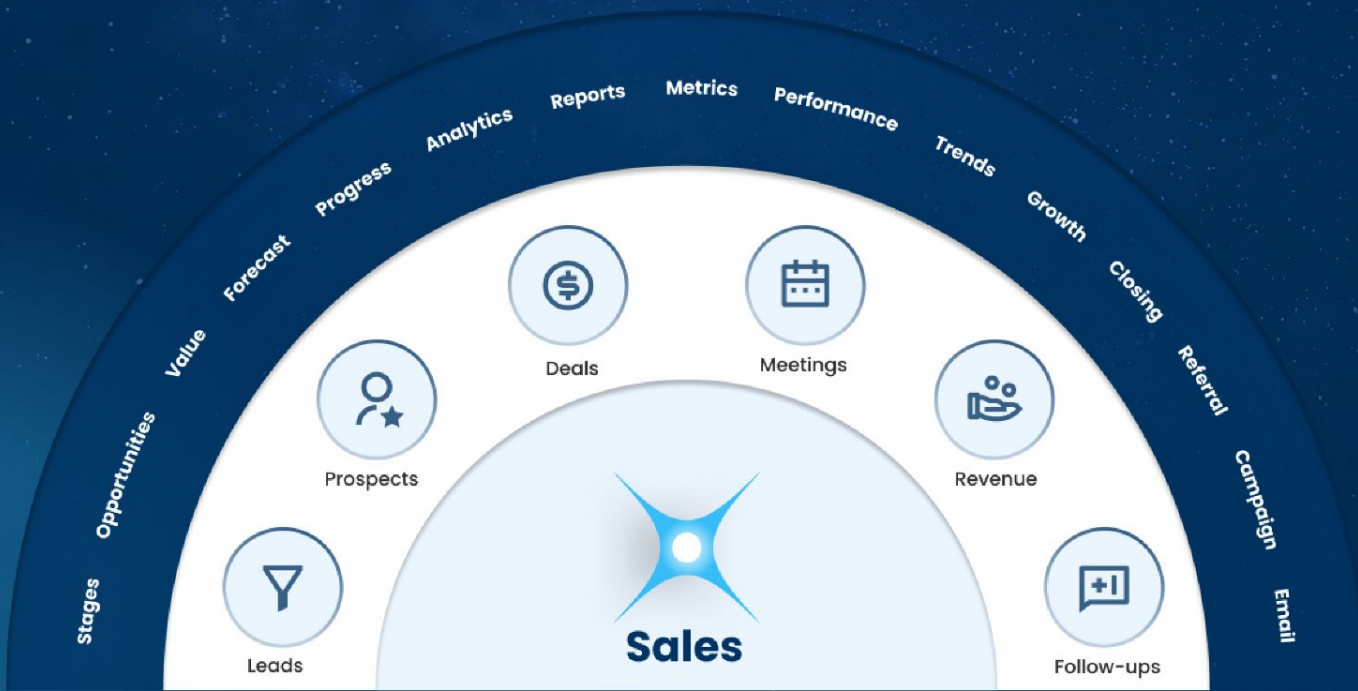 Stages
Opportunities
Value
Forecast
Progress
Analytics
Reports
Metrics
Performance
Trends
Growth
Closing
Referral
Campaign
Email
Leads
Prospects
Deals
Meetings
Revenue
Follow-ups
Sales